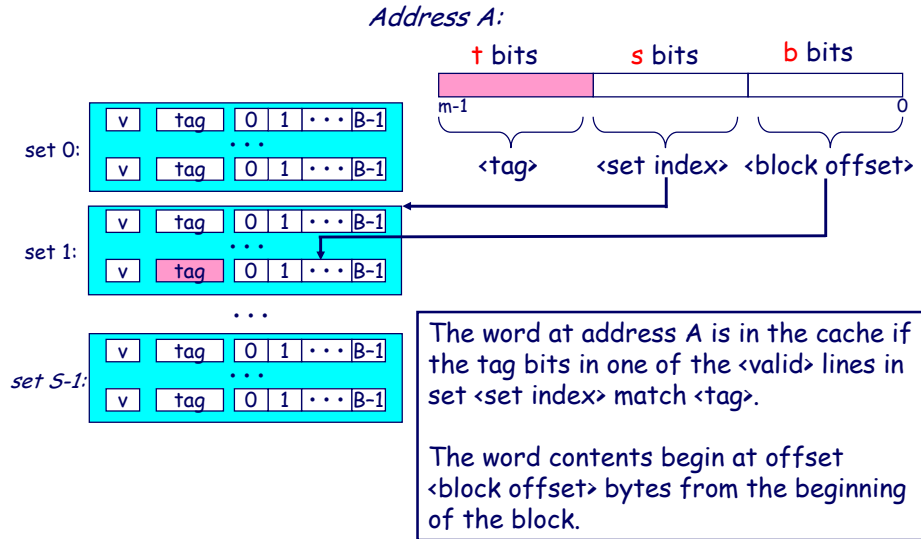 Address A:
t bits s bits b bits
m-1 0
<tag> <set index> <block offset>
v tag 0 1 • • • B-1
set 0: • • •
v tag 0 1 • • • B-1
v tag 0 1 • • • B-1
set 1: • • •
v tag 0 1 • • • B-1
• • •
v tag 0 1 • • • B-1
set S-1: • • •
v tag 0 1 • • • B-1
The word at address A is in the cache if
the tag bits in one of the <valid> lines in
set <set index> match <tag>.
The word contents begin at offset
<block offset> bytes from the beginning
of the block.